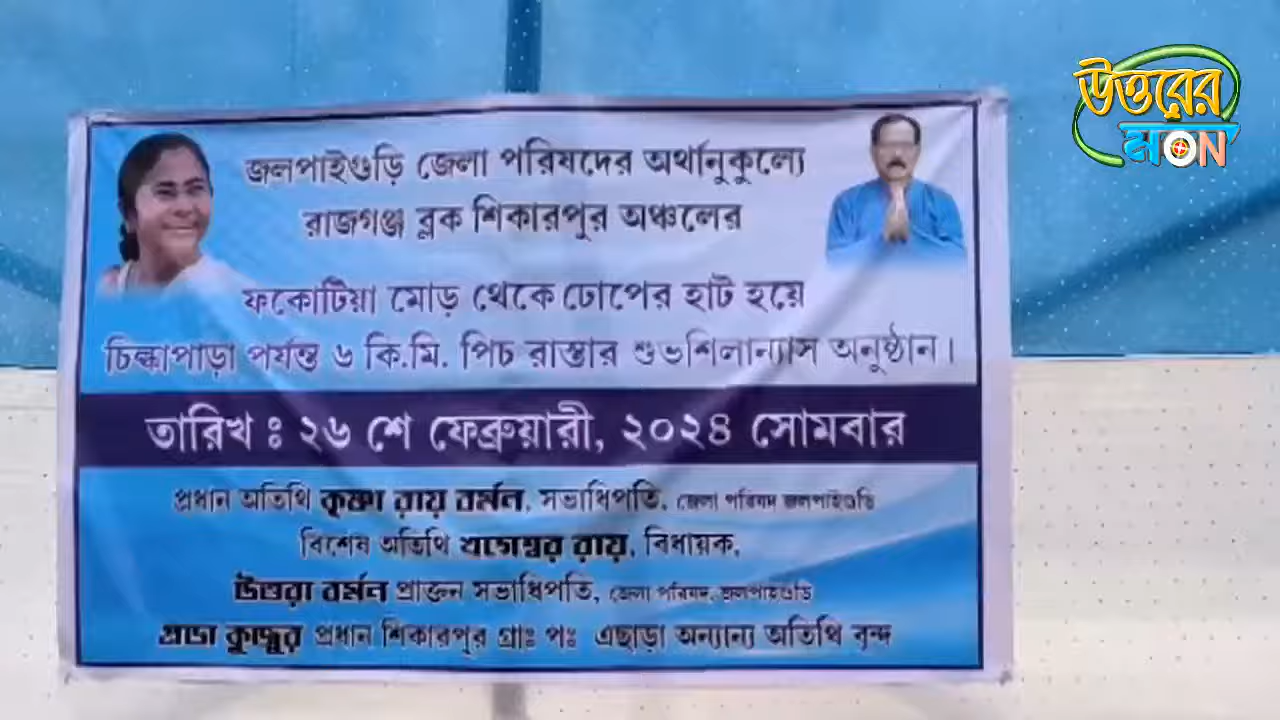 উত্তরের
মON
জলপাইগুড়ি জেলা পরিষদের অর্থানুকুল্যে
রাজগঞ্জ ব্লক শিকারপুর অঞ্চলের
ফকোটিয়া মোড় থেকে ঢোপের হাট হয়ে
চিল্কাপাড়া পর্যন্ত ৬ কি.মি. পিচ রাস্তার শুভশিলান্যাস অনুষ্ঠান।
তারিখ ঃ ২৬ শে ফেব্রুয়ারী, ২০২৪ সোমবার
প্রধান অতিথি কৃষ্ণা রায় বর্মন, সভাধিপতি, জেলা পরিষদ জলপাইগুড়ি
বিশেষ অতিথি খগেশ্বর রায়, বিধায়ক,
উত্তরা বর্মন প্রাক্তন সভাধিপতি, জেলা পরিষদ, জলপাইগুড়ি
প্রভা কুজুর প্রধান শিকারপুর গ্রাঃ পঃ এছাড়া অন্যান্য অতিথি বৃন্দ